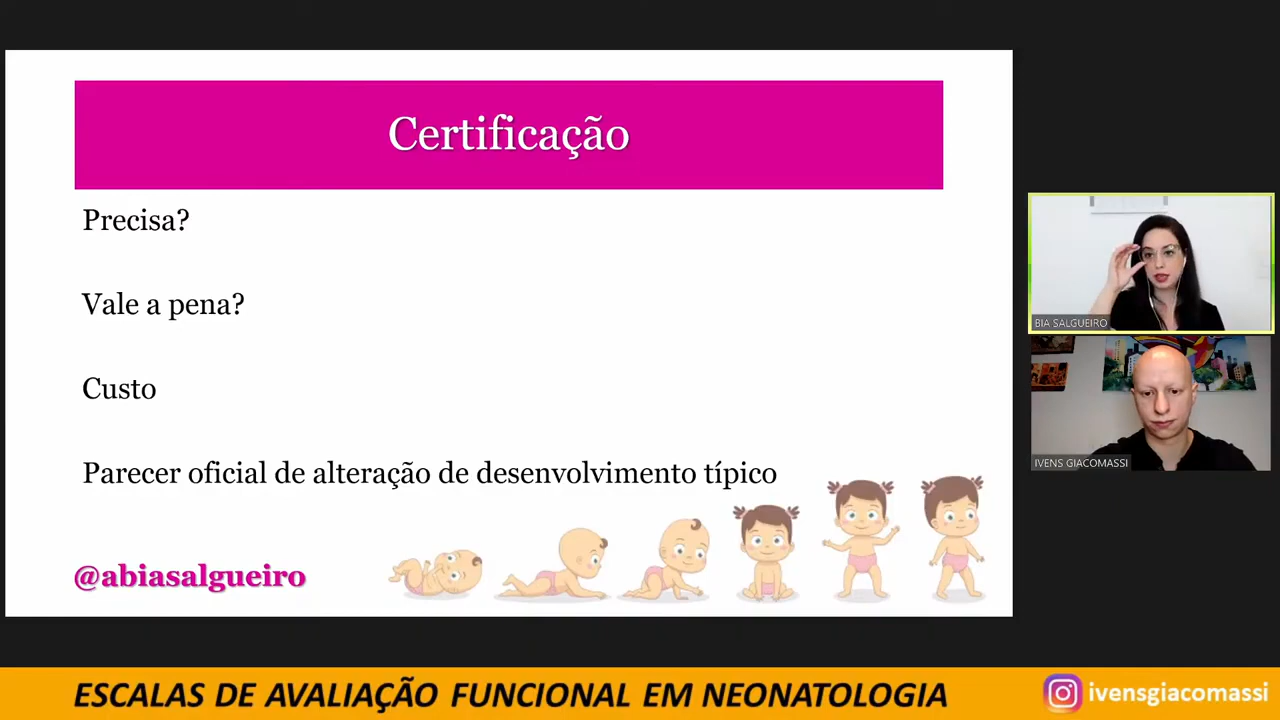 Certificação
Precisa?
Vale a pena?
Custo
Parecer oficial de alteração de desenvolvimento típico
@abiasalgueiro
BIA SALGUEIRO
IVENS GIACOMASSI
ESCALAS DE AVALIAÇÃO FUNCIONAL EM NEONATOLOGIA
ivensgiacomassi